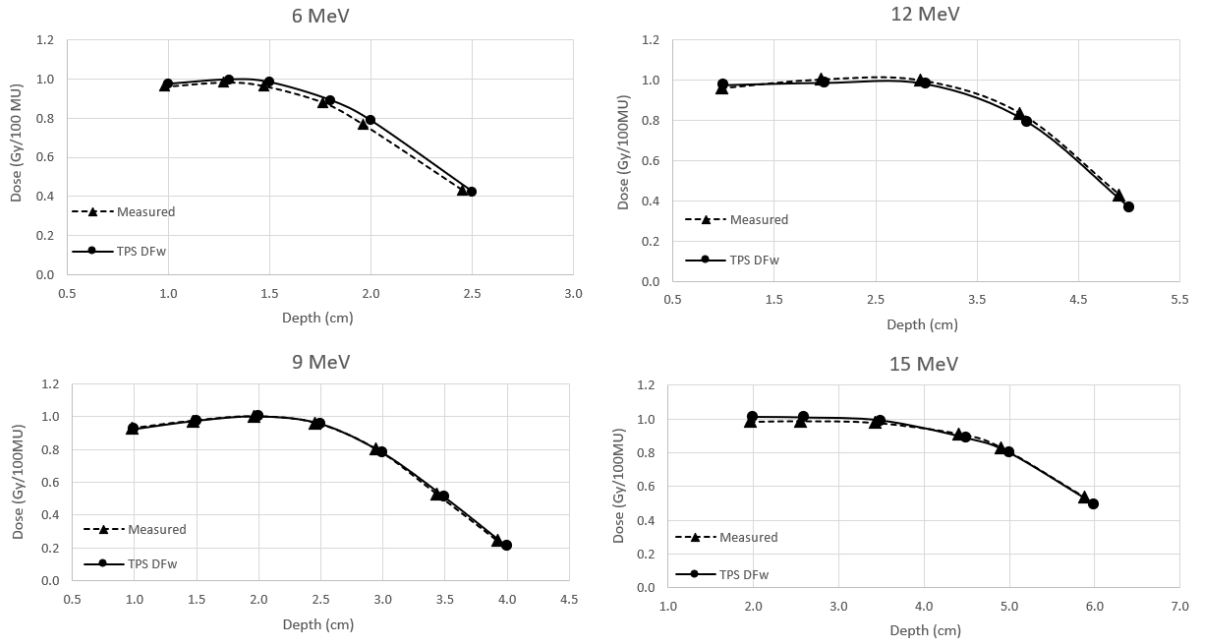 6 MeV
Dose (Gy/100 MU)
1.2
1.0
0.8
0.6
0.4
0.2
0.0
Measured
TPS DFw
0.5 1.0 1.5 2.0 2.5 3.0
Depth (cm)
12 MeV
Dose (Gy/100MU)
1.2
1.0
0.8
0.6
0.4
0.2
0.0
Measured
TPS DFw
0.5 1.5 2.5 3.5 4.5 5.5
Depth (cm)
9 MeV
Dose (Gy/100MU)
1.2
1.0
0.8
0.6
0.4
0.2
0.0
Measured
TPS DFw
0.5 1.0 1.5 2.0 2.5 3.0 3.5 4.0 4.5
Depth (cm)
15 MeV
Dose (Gy/100MU)
1.2
1.0
0.8
0.6
0.4
0.2
0.0
Measured
TPS DFw
1.0 2.0 3.0 4.0 5.0 6.0 7.0
Depth (cm)